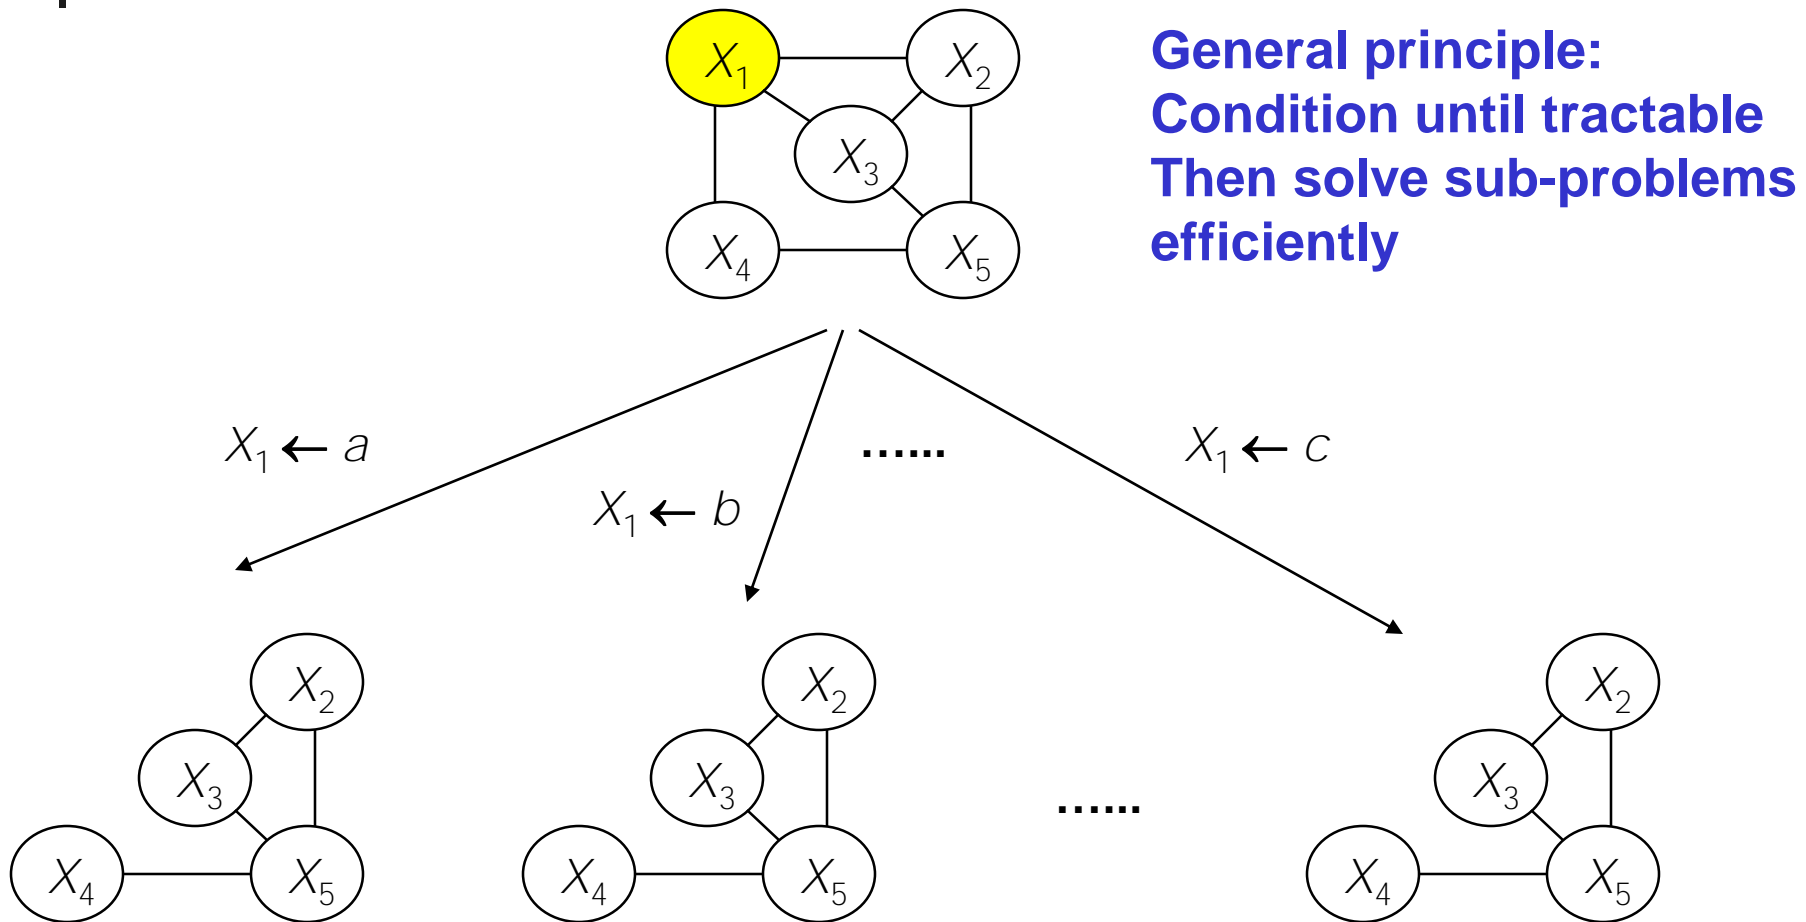 X₁
X₂
X₃
X₄
X₅
General principle:
Condition until tractable
Then solve sub-problems
efficiently
X₁ ← a
X₁ ← b
…...
X₁ ← c
X₂
X₃
X₄
X₅
X₂
X₃
X₄
X₅
…...
X₂
X₃
X₄
X₅